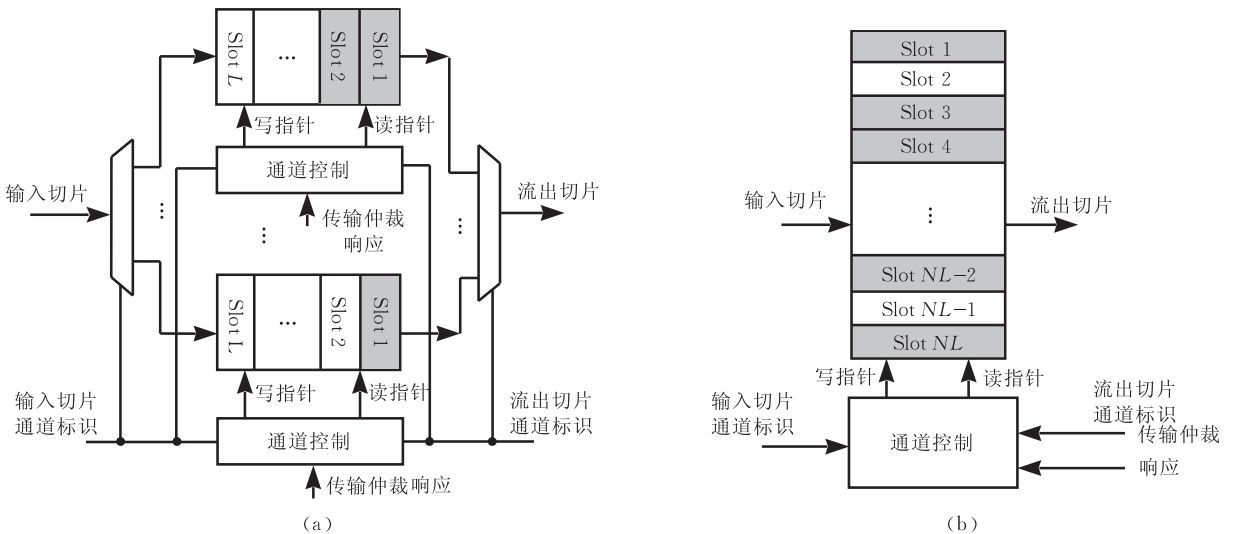 Slot L
...
Slot 2
Slot 1
写指针
读指针
通道控制
输入切片
流出切片
...
...
传输仲裁
响应
...
Slot L
...
Slot 2
Slot 1
写指针
读指针
输入切片
通道标识
流出切片
通道标识
通道控制
传输仲裁响应
(a)
Slot 1
Slot 2
Slot 3
Slot 4
输入切片
...
流出切片
Slot NL-2
Slot NL-1
Slot NL
写指针
读指针
输入切片
通道标识
流出切片
通道标识
通道控制
传输仲裁
响应
(b)